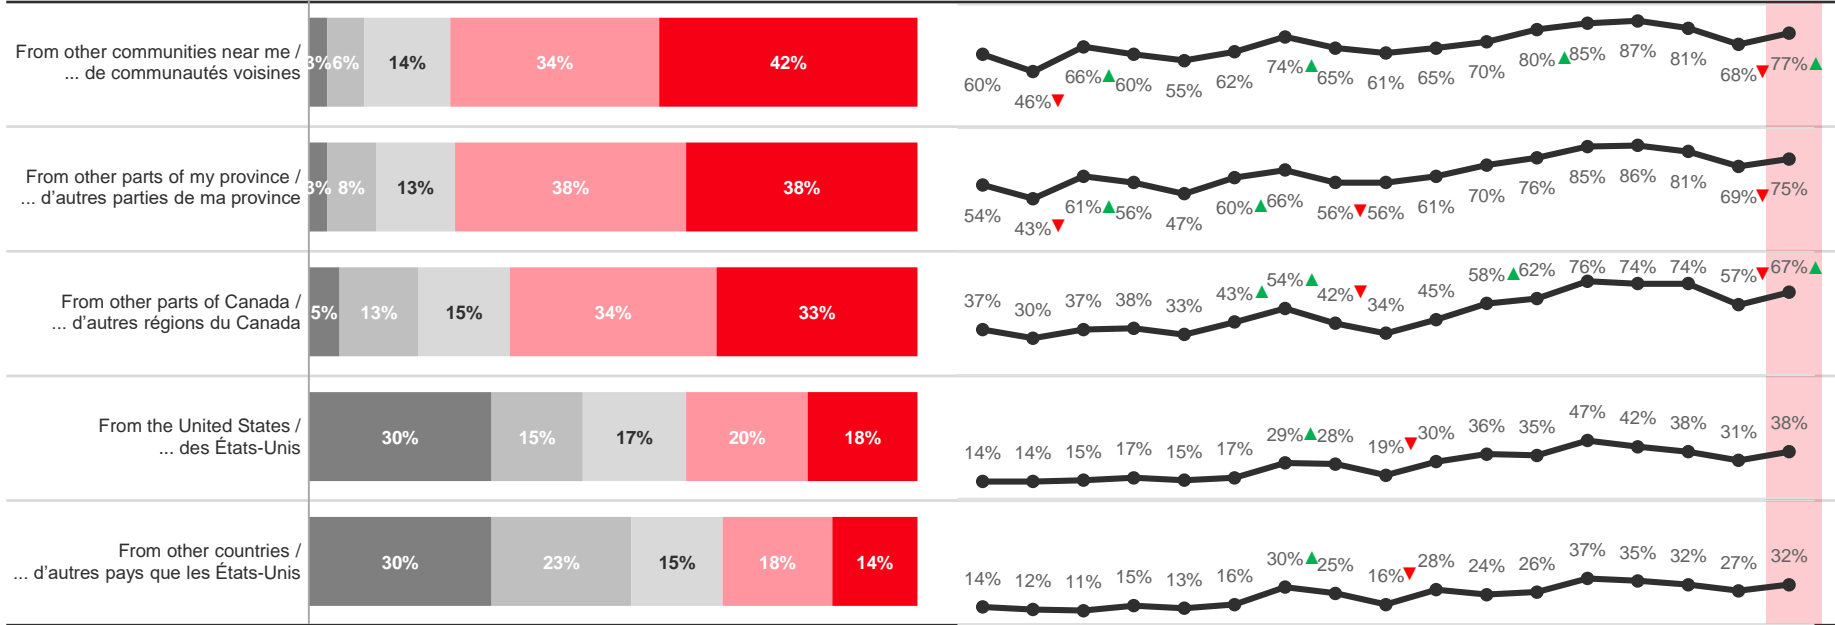 From other communities near me /
... de communautés voisines
3% 6% 14% 34% 42%
60% 46%▼ 66%▲ 60% 55% 62% 74%▲ 65% 61% 65% 70% 80%▲ 85% 87% 81% 68%▼ 77%▲
From other parts of my province /
... d'autres parties de ma province
3% 8% 13% 38% 38%
54% 43%▼ 61%▲ 56% 47% 60%▲ 66% 56%▼ 56% 61% 70% 76% 85% 86% 81% 69%▼ 75%
From other parts of Canada /
... d'autres régions du Canada
5% 13% 15% 34% 33%
37% 30% 37% 38% 33% 43%▲ 54%▲ 42%▼ 34% 45% 58%▲ 62% 76% 74% 74% 57%▼ 67%▲
From the United States /
... des États-Unis
30% 15% 17% 20% 18%
14% 14% 15% 17% 15% 17% 29%▲ 28% 19%▼ 30% 36% 35% 47% 42% 38% 31% 38%
From other countries /
... d'autres pays que les États-Unis
30% 23% 15% 18% 14%
14% 12% 11% 15% 13% 16% 30%▲ 25% 16%▼ 28% 24% 26% 37% 35% 32% 27% 32%